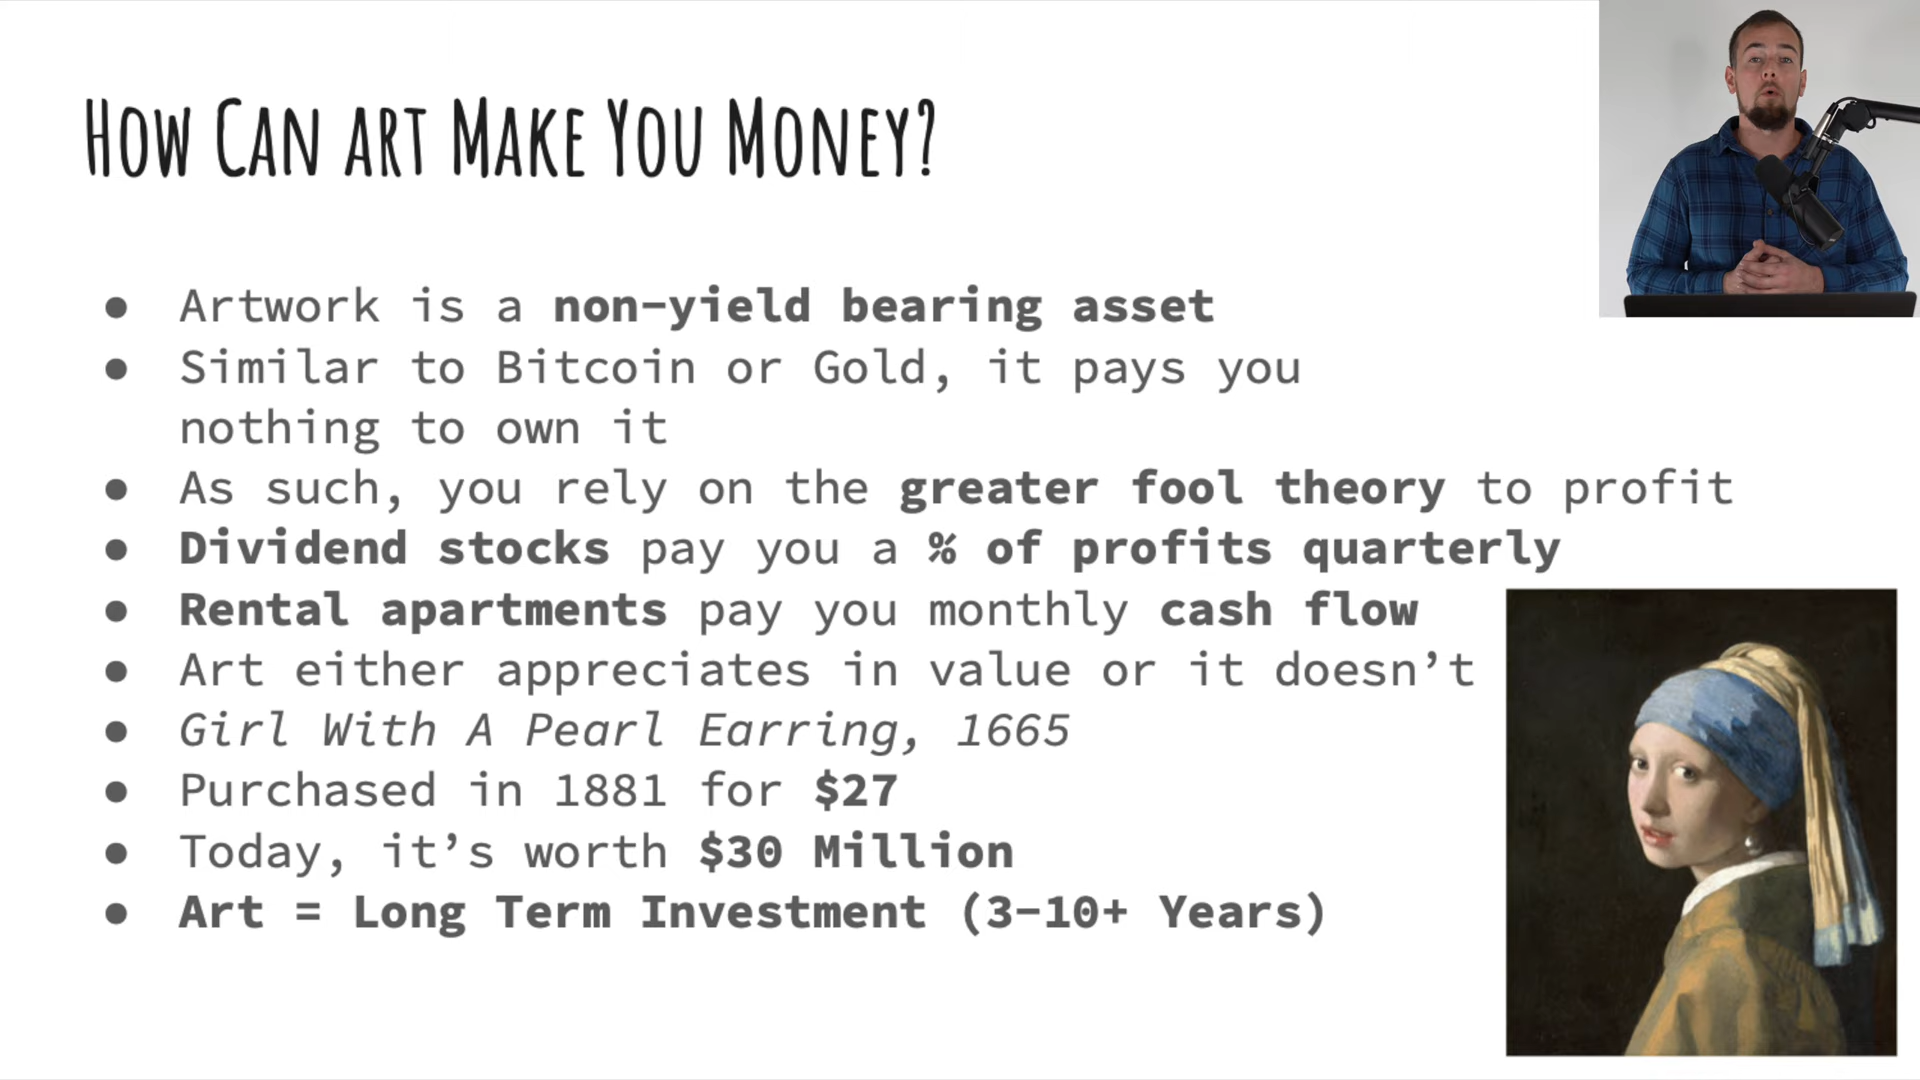 How Can art Make You Money?
● Artwork is a non-yield bearing asset
● Similar to Bitcoin or Gold, it pays you
nothing to own it
● As such, you rely on the greater fool theory to profit
● Dividend stocks pay you a % of profits quarterly
● Rental apartments pay you monthly cash flow
● Art either appreciates in value or it doesn’t
● Girl With A Pearl Earring, 1665
● Purchased in 1881 for $27
● Today, it’s worth $30 Million
● Art = Long Term Investment (3-10+ Years)